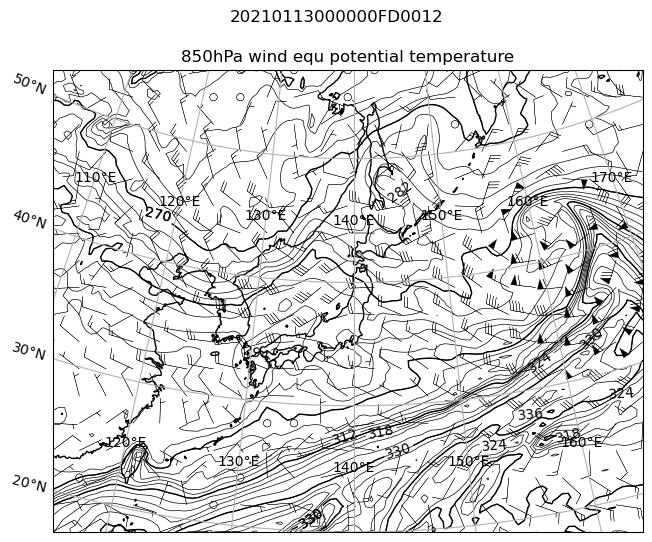 20210113000000FD0012
850hPa wind equ potential temperature
50°N
110°E
170°E
120°E
160°E
270
130°E
140°E
150°E
282
40°N
30°N
324
324
336
312
318
318
120°E
324
160°E
330
130°E
140°E
150°E
20°N
330